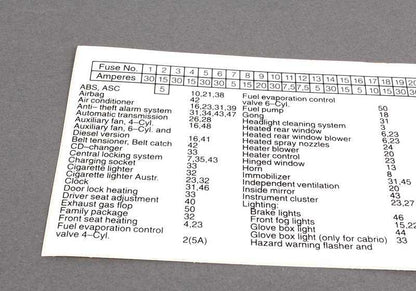 Fuse No. 1 2 3 4 5 6 7 8 9 10 11 12 13 14 15 16 17 18 19 20
Amperes 30 15 30 15 30 30 5 15 20 30 7,5 7,5 5 30 15 5 10 15 30
5
ABS, ASC 10,21,38
Airbag 42
Air conditioner 16,23,31,39
Anti- theft alarm system 31,34,43,47
Automatic transmission 26,28
Auxiliary fan, 4-Cyl. 16,48
Auxiliary fan, 6-Cyl. and
Diesel version 16,41
Belt tensioner, Belt catch 42
CD-changer
Central locking system 7,35,43
Charging socket
Cigarette lighter 32
Cigarette lighter Austr.
Clock 23,32
Door lock heating 31,46
Driver seat adjustment 33
Exhaust gas flop 40
Family package 50
Front seat heating 32
Fuel evaporation control 4,23
valve 4-Cyl. 2(5A)
Fuel evaporation control
valve 6-Cyl. 50
Fuel pump 18
Gong 31
Headlight cleaning system 3
Heated rear window 6,23
Heated rear window blower 6,23
Heated spray nozzles 24
Heater blower 20
Heater control 23
Hinged window 13
Horn 8
Immobilizer
Independent ventilation 31,45
Inside mirror 20
Instrument cluster 43
Lighting: 23,27
Brake lights
Front fog lights 46
Glove box light 15,22
Glove box light (only for cabrio) 44
Hazard warning flasher and 33